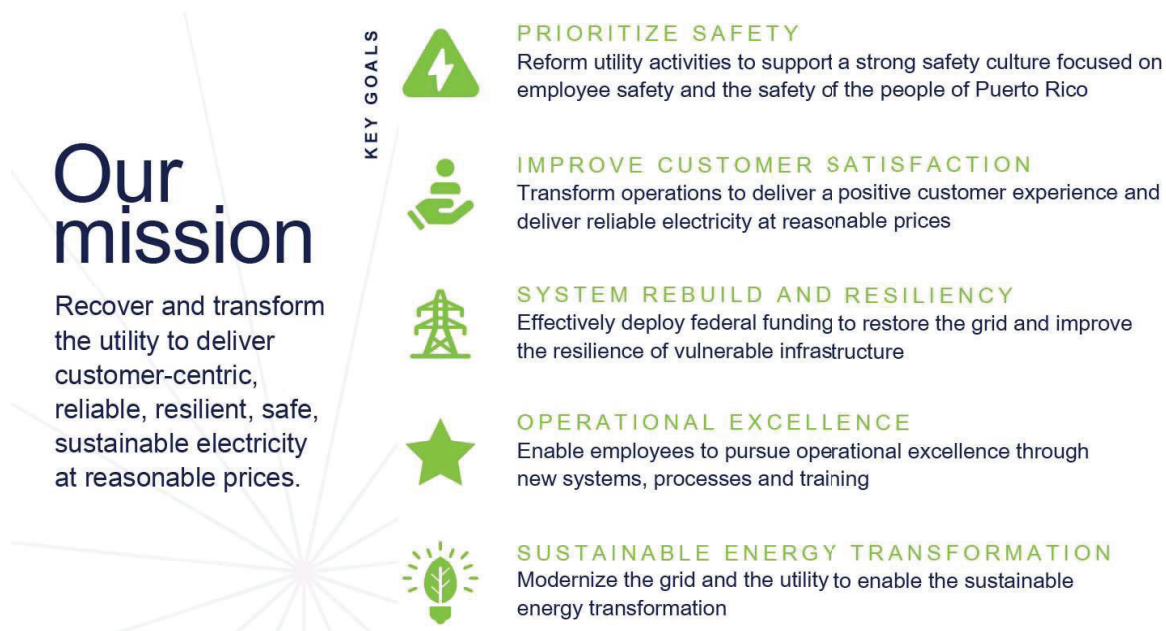 Our
mission
Recover and transform
the utility to deliver
customer-centric,
reliable, resilient, safe,
sustainable electricity
at reasonable prices.
KEY GOALS
PRIORITIZE SAFETY
Reform utility activities to support a strong safety culture focused on
employee safety and the safety of the people of Puerto Rico
IMPROVE CUSTOMER SATISFACTION
Transform operations to deliver a positive customer experience and
deliver reliable electricity at reasonable prices
SYSTEM REBUILD AND RESILIENCY
Effectively deploy federal funding to restore the grid and improve
the resilience of vulnerable infrastructure
OPERATIONAL EXCELLENCE
Enable employees to pursue operational excellence through
new systems, processes and training
SUSTAINABLE ENERGY TRANSFORMATION
Modernize the grid and the utility to enable the sustainable
energy transformation